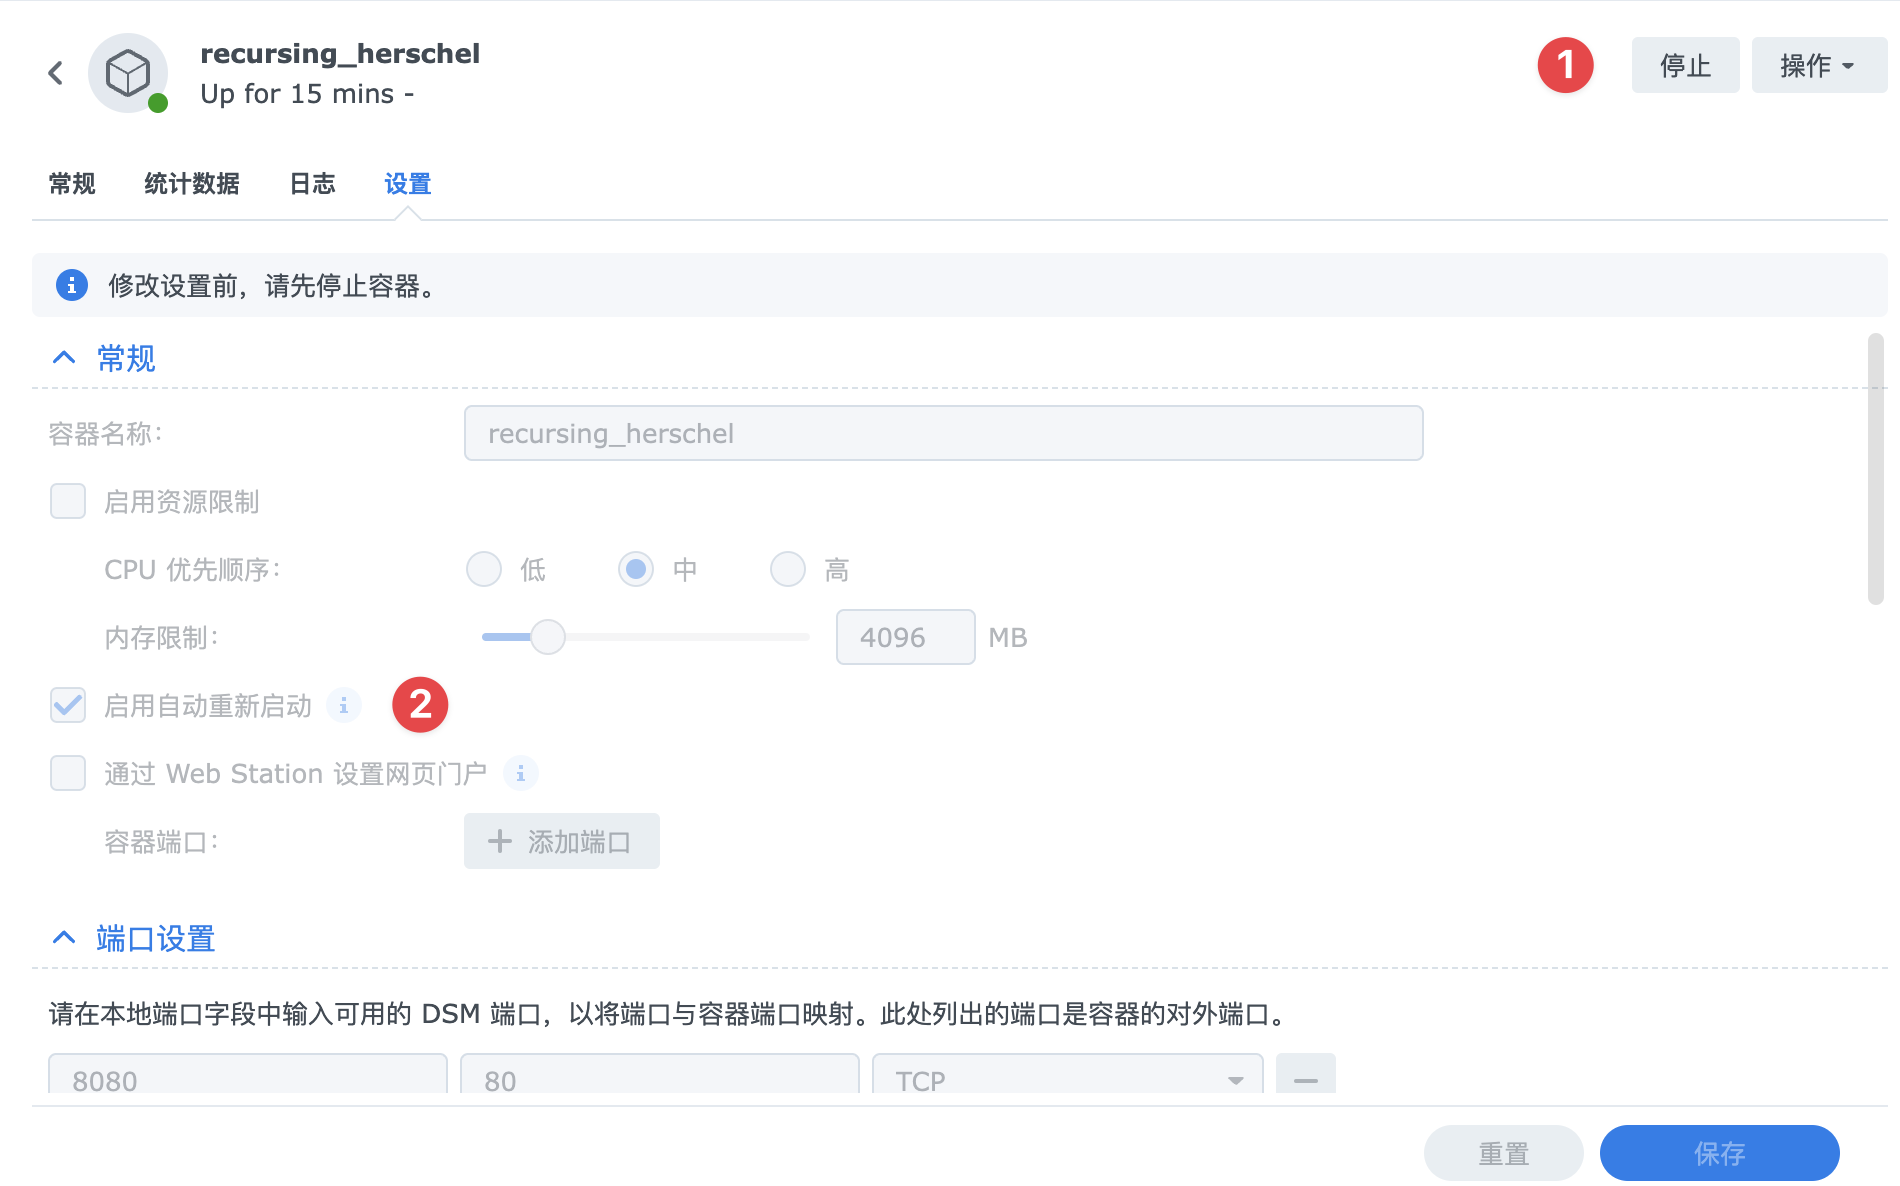 recursing_herschel
Up for 15 mins -
1
停止
操作
常规 统计数据 日志 设置
修改设置前，请先停止容器。
常规
容器名称： recursing_herschel
启用资源限制
CPU 优先顺序： 低 中 高
内存限制： 4096 MB
启用自动重新启动 2
通过 Web Station 设置网页门户
容器端口： 添加端口
端口设置
请在本地端口字段中输入可用的 DSM 端口，以将端口与容器端口映射。此处列出的端口是容器的对外端口。
8080 80 TCP
重置 保存